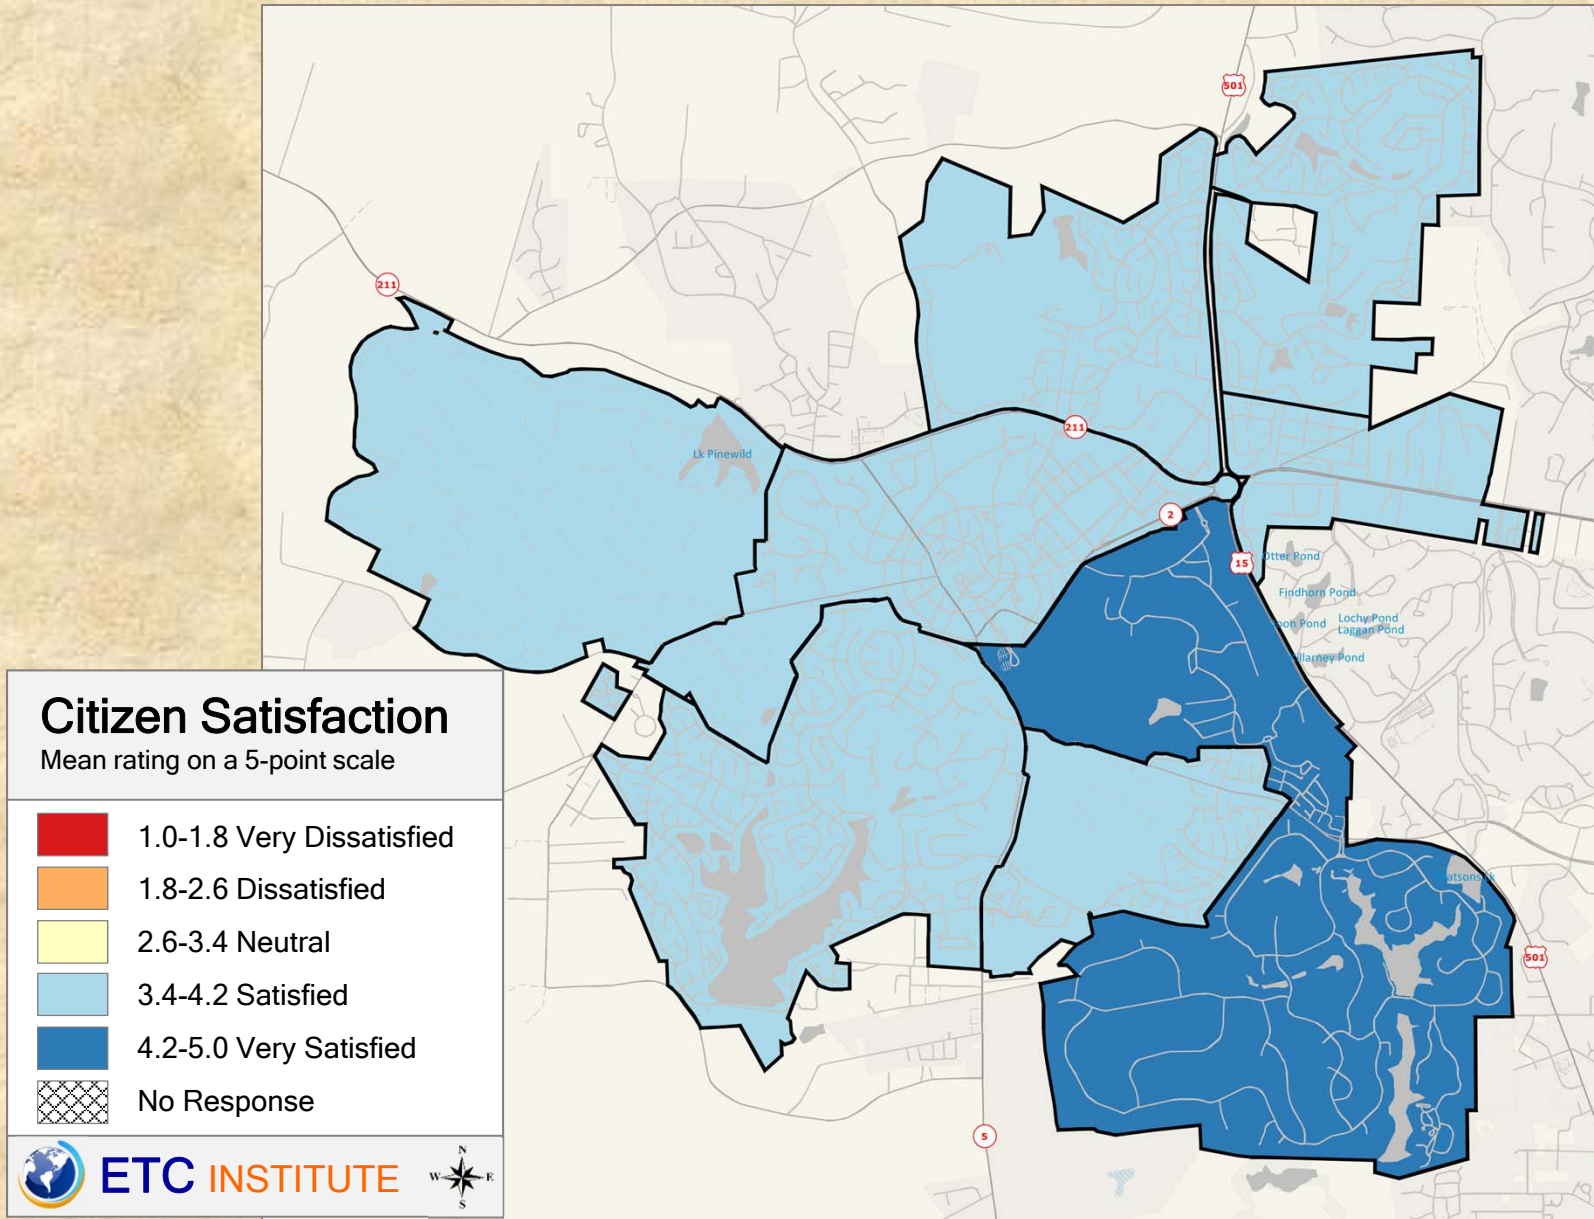 501
211
211
Lk Pinewild
2
15
Otter Pond
Findhorn Pond
Lochy Pond
Pond
Laggan Pond
Pond
501
5
Citizen Satisfaction
Mean rating on a 5-point scale
1.0-1.8 Very Dissatisfied
1.8-2.6 Dissatisfied
2.6-3.4 Neutral
3.4-4.2 Satisfied
4.2-5.0 Very Satisfied
No Response
ETC INSTITUTE
N
W E
S